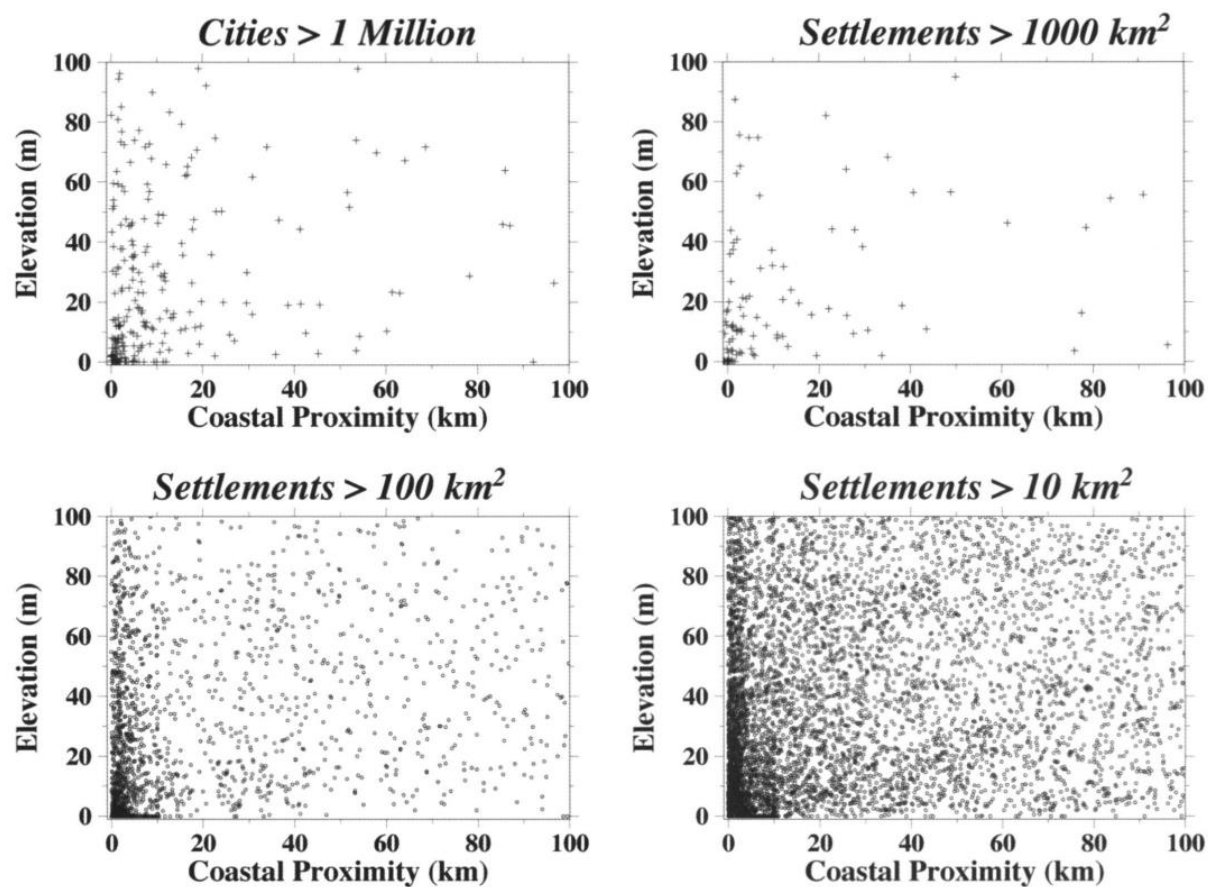 Cities > 1 Million
100
80
60
40
20
0
Elevation (m)
0 20 40 60 80 100
Coastal Proximity (km)
Settlements > 1000 km²
100
80
60
40
20
0
Elevation (m)
0 20 40 60 80 100
Coastal Proximity (km)
Settlements > 100 km²
100
80
60
40
20
0
Elevation (m)
0 20 40 60 80 100
Coastal Proximity (km)
Settlements > 10 km²
100
80
60
40
20
0
Elevation (m)
0 20 40 60 80 100
Coastal Proximity (km)